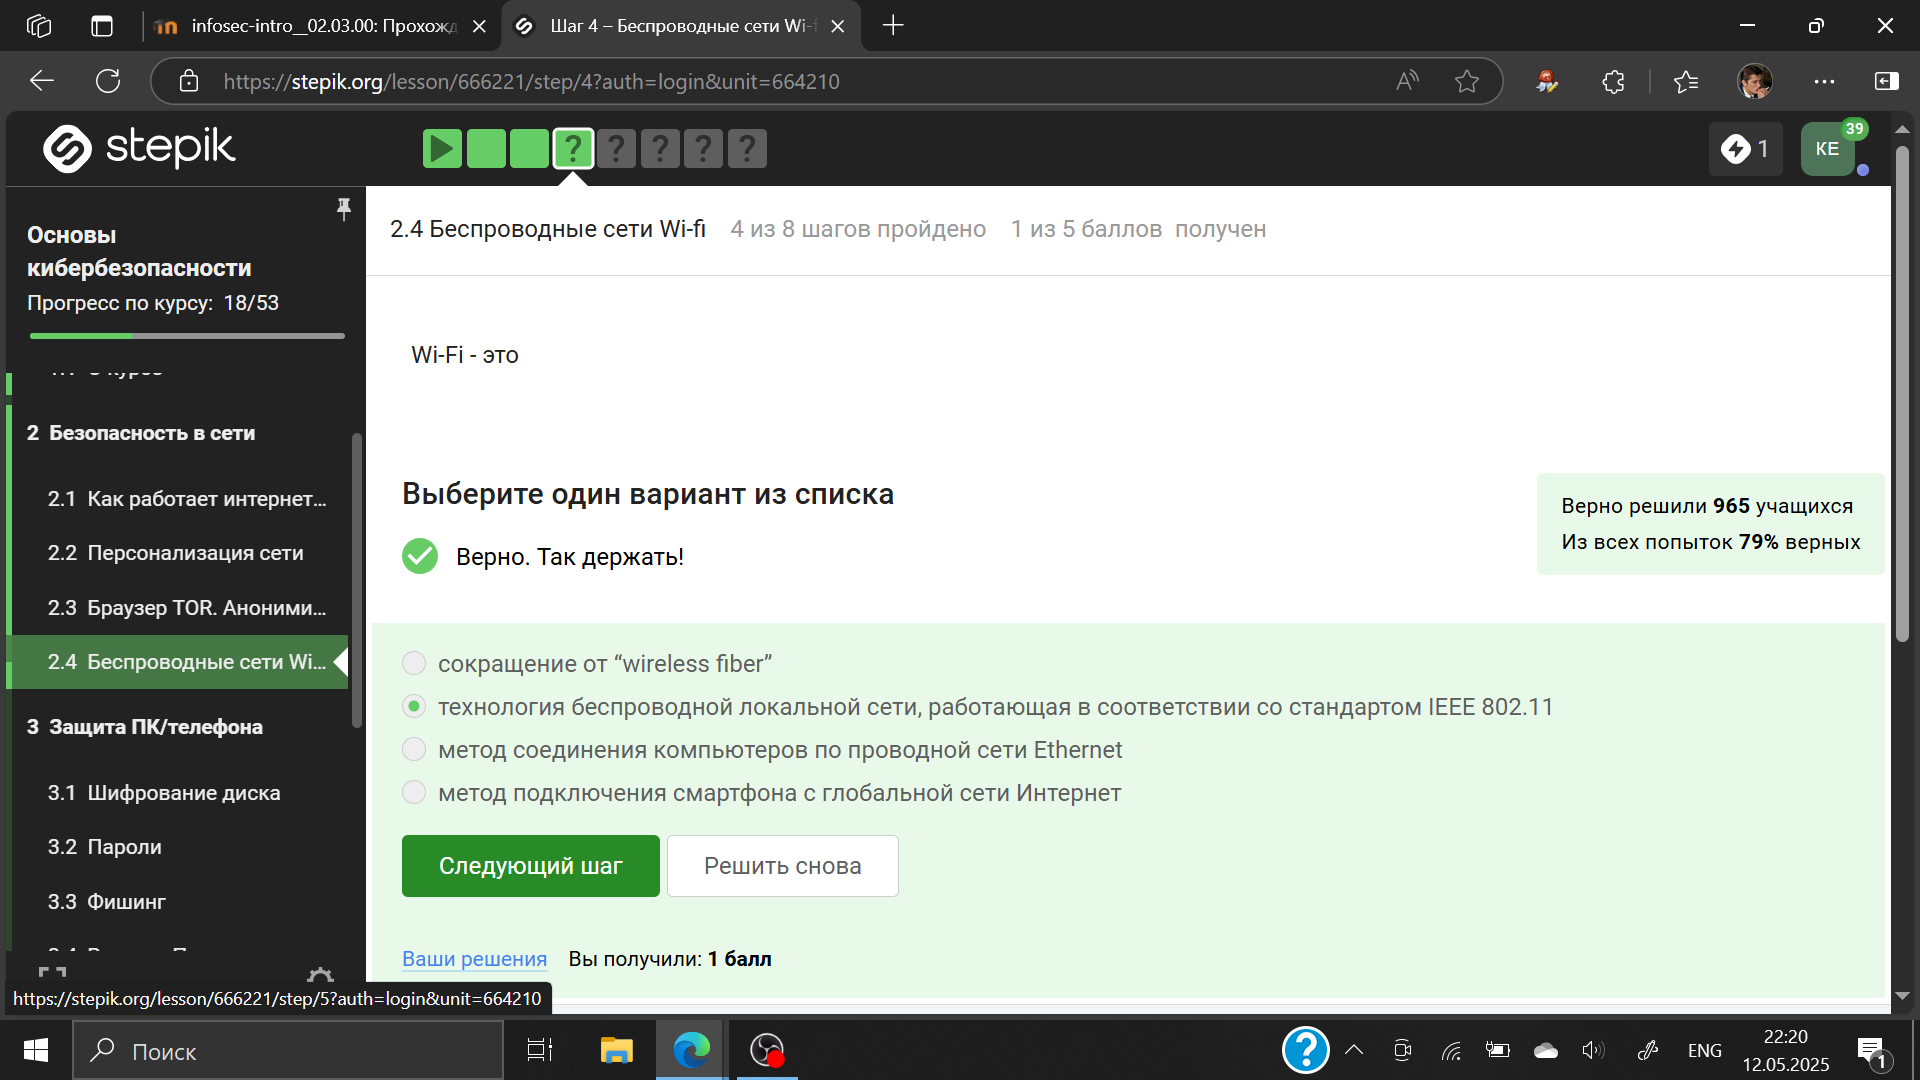 infosec-intro__02.03.00: Прохожд
Шаг 4 – Беспроводные сети Wi-f
https://stepik.org/lesson/666221/step/4?auth=login&unit=664210
stepik
? ? ? ? ?
1
KE
39
Основы
кибербезопасности
Прогресс по курсу: 18/53
2 Безопасность в сети
2.1 Как работает интернет...
2.2 Персонализация сети
2.3 Браузер TOR. Аноними...
2.4 Беспроводные сети Wi...
3 Защита ПК/телефона
3.1 Шифрование диска
3.2 Пароли
3.3 Фишинг
2.4 Беспроводные сети Wi-fi 4 из 8 шагов пройдено 1 из 5 баллов получен
Wi-Fi - это
Выберите один вариант из списка
Верно. Так держать!
Верно решили 965 учащихся
Из всех попыток 79% верных
сокращение от “wireless fiber”
технология беспроводной локальной сети, работающая в соответствии со стандартом IEEE 802.11
метод соединения компьютеров по проводной сети Ethernet
метод подключения смартфона с глобальной сети Интернет
Следующий шаг
Решить снова
Ваши решения Вы получили: 1 балл
https://stepik.org/lesson/666221/step/5?auth=login&unit=664210
Поиск
?
ENG
22:20
12.05.2025
1